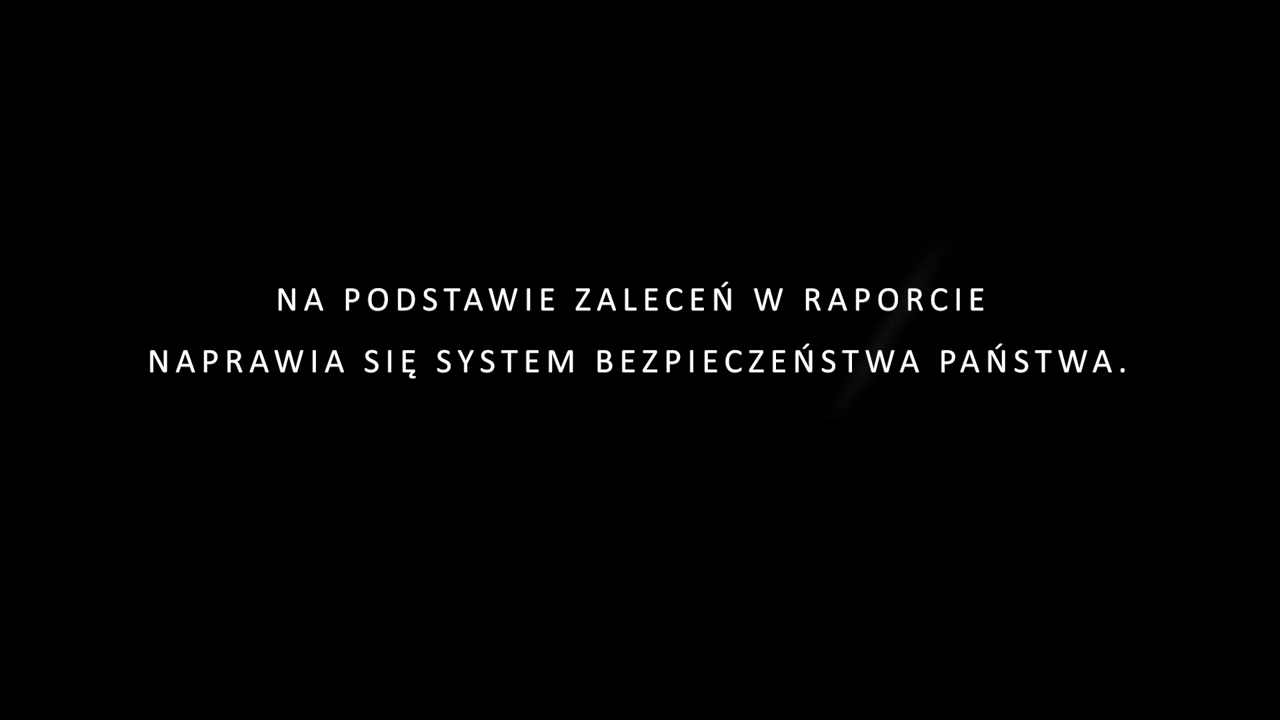 NA PODSTAWIE ZALECEŃ W RAPORCIE
NAPRAWIA SIĘ SYSTEM BEZPIECZEŃSTWA PAŃSTWA.